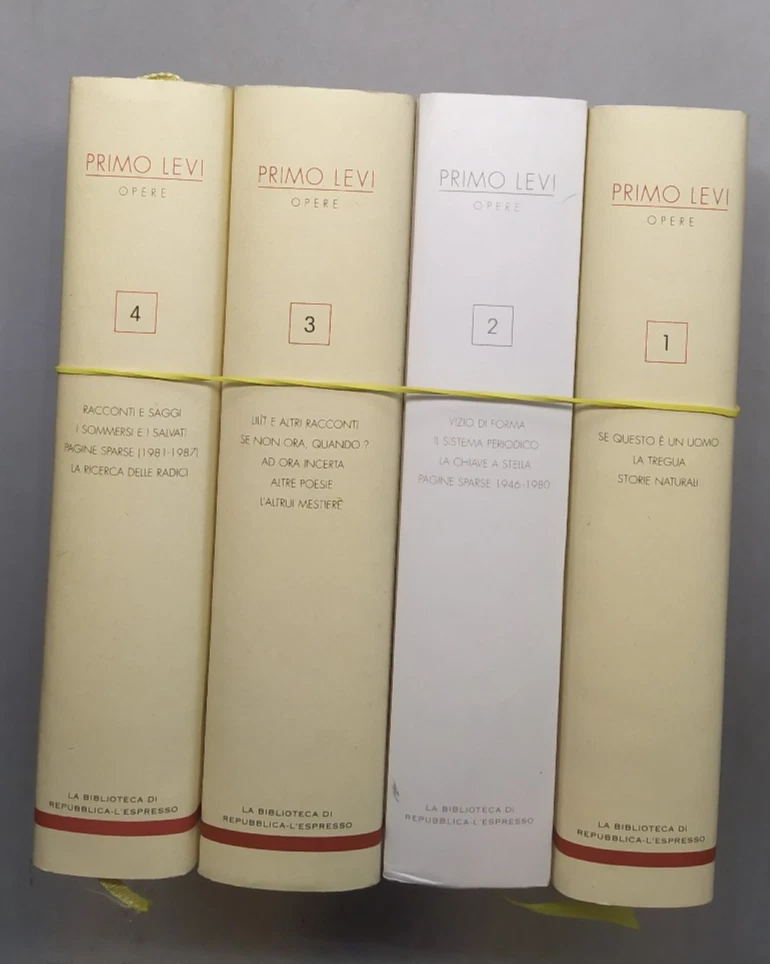 PRIMO LEVI
OPERE
4
RACCONTI E SAGGI
I SOMMERSI E I SALVATI
PAGINE SPARSE (1981-1987)
LA RICERCA DELLE RADICI
LA BIBLIOTECA DI
REPUBBLICA-L'ESPRESSO
PRIMO LEVI
OPERE
3
LILÍT E ALTRI RACCONTI
SE NON ORA, QUANDO?
AD ORA INCERTA
ALTRE POESIE
L'ALTRUI MESTIERE
LA BIBLIOTECA DI
REPUBBLICA-L'ESPRESSO
PRIMO LEVI
OPERE
2
VIZIO DI FORMA
IL SISTEMA PERIODICO
LA CHIAVE A STELLA
PAGINE SPARSE 1946-1980
LA BIBLIOTECA DI
REPUBBLICA-L'ESPRESSO
PRIMO LEVI
OPERE
1
SE QUESTO È UN UOMO
LA TREGUA
STORIE NATURALI
LA BIBLIOTECA DI
REPUBBLICA-L'ESPRESSO